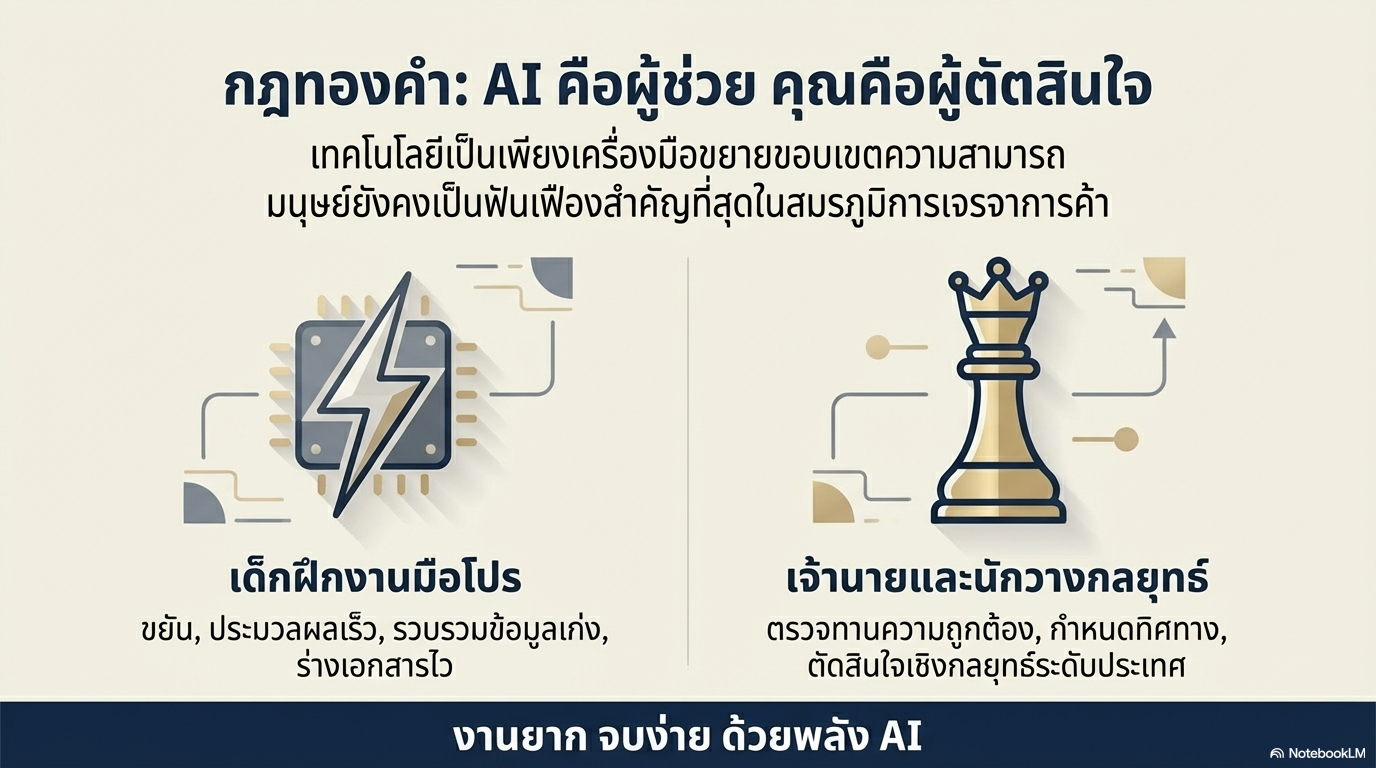 กฎทองคำ: AI คือผู้ช่วย คุณคือผู้ตัดสินใจ
เทคโนโลยีเป็นเพียงเครื่องมือขยายขอบเขตความสามารถ
มนุษย์ยังคงเป็นฟันเฟืองสำคัญที่สุดในสมรภูมิการเจรจาการค้า
เด็กฝึกงานมือโปร
ขยัน, ประมวลผลเร็ว, รวบรวมข้อมูลเก่ง,
ร่างเอกสารไว
เจ้านายและนักวางกลยุทธ์
ตรวจทานความถูกต้อง, กำหนดทิศทาง,
ตัดสินใจเชิงกลยุทธ์ระดับประเทศ
งานยาก จบง่าย ด้วยพลัง AI
NotebookLM